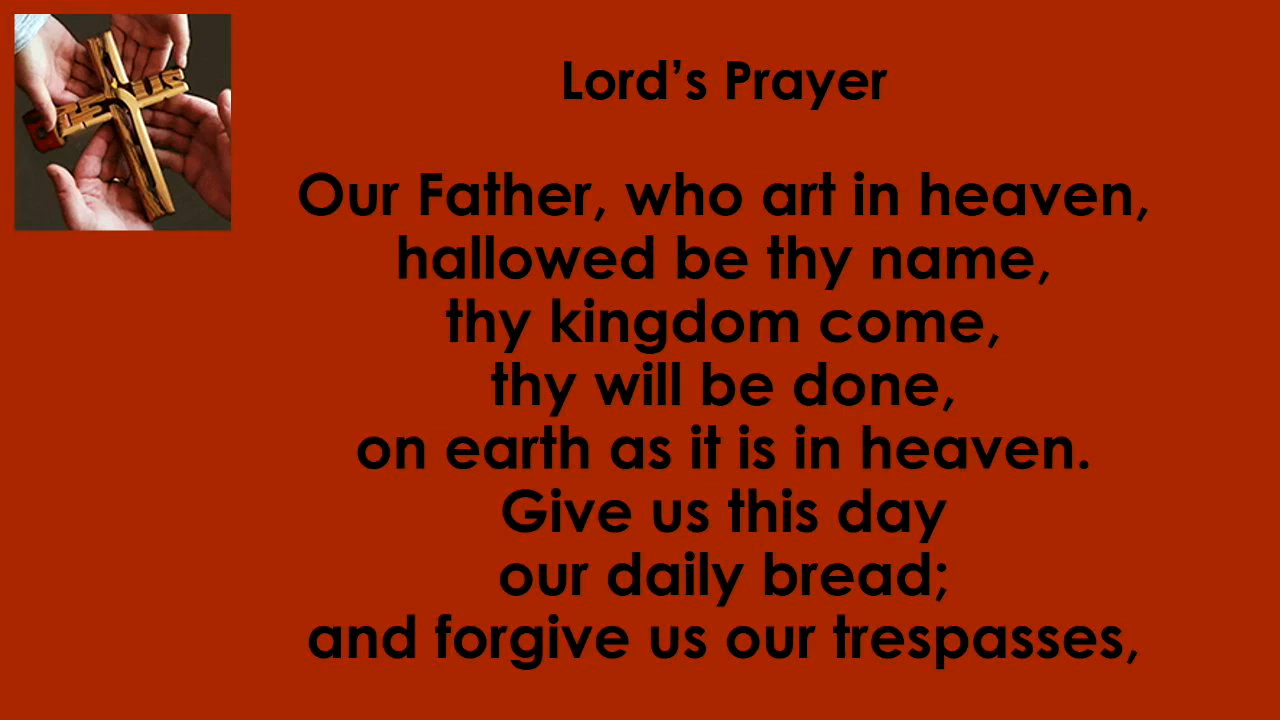 Lord’s Prayer
Our Father, who art in heaven,
hallowed be thy name,
thy kingdom come,
thy will be done,
on earth as it is in heaven.
Give us this day
our daily bread;
and forgive us our trespasses,
JESUS